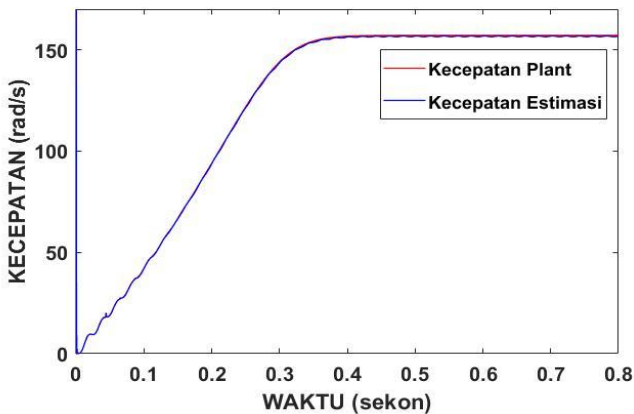 KECEPATAN (rad/s)
150
100
50
0
Kecepatan Plant
Kecepatan Estimasi
0 0.1 0.2 0.3 0.4 0.5 0.6 0.7 0.8
WAKTU (sekon)